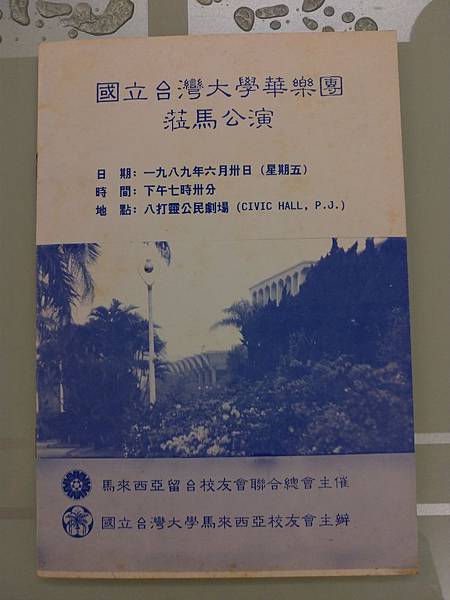 國立台灣大學華樂團
蒞馬公演
日 期：一九八九年六月卅日（星期五）
時 間：下午七時卅分
地 點：八打靈公民劇場（CIVIC HALL, P.J.）
馬來西亞留台校友會聯合總會主催
國立台灣大學馬來西亞校友會主辦